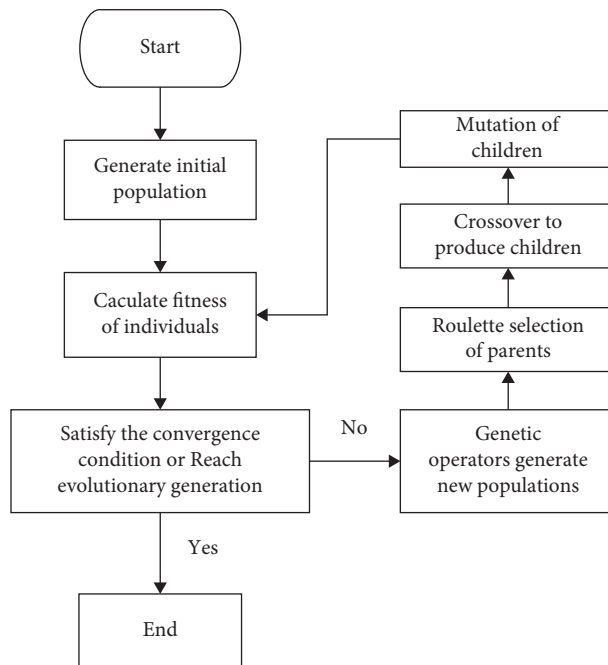 Start
Generate initial
population
Caculate fitness
of individuals
Satisfy the convergence
condition or Reach
evolutionary generation
No
Yes
End
Genetic
operators generate
new populations
Roulette selection
of parents
Crossover to
produce children
Mutation of
children